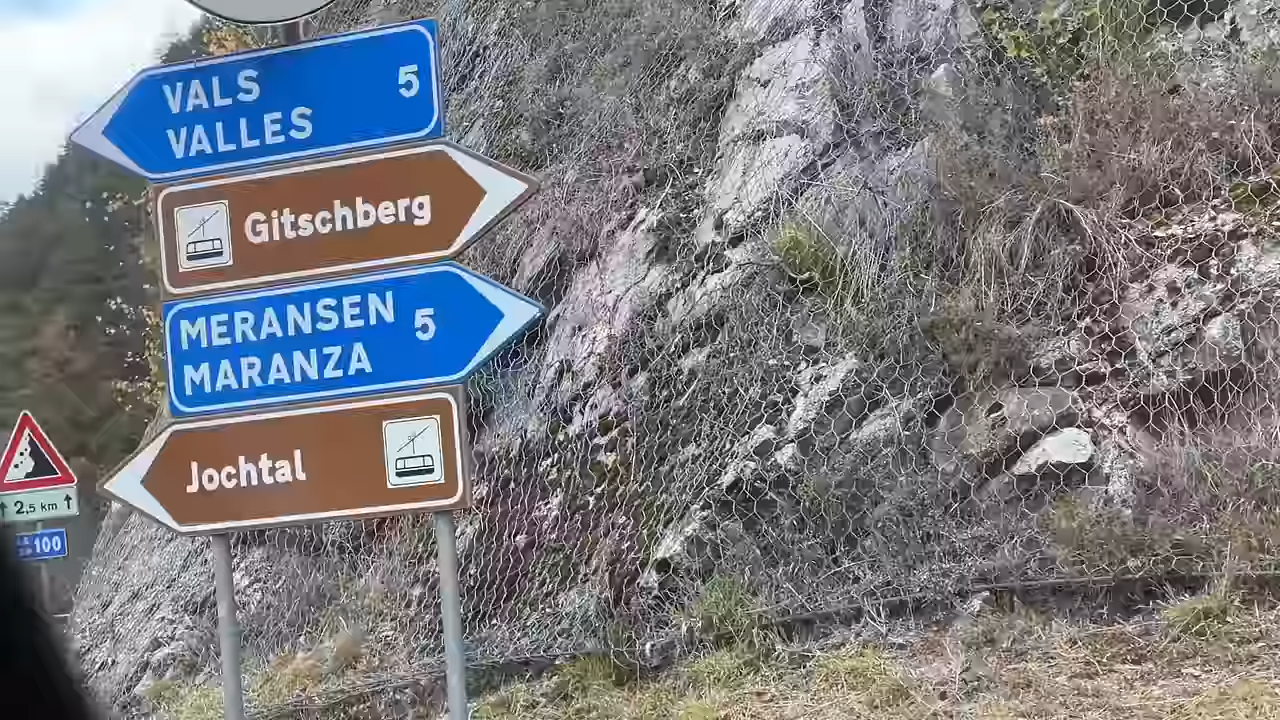 VALS 5
VALLES
Gitschberg
MERANSEN 5
MARANZA
Jochtal
2,5 km
100